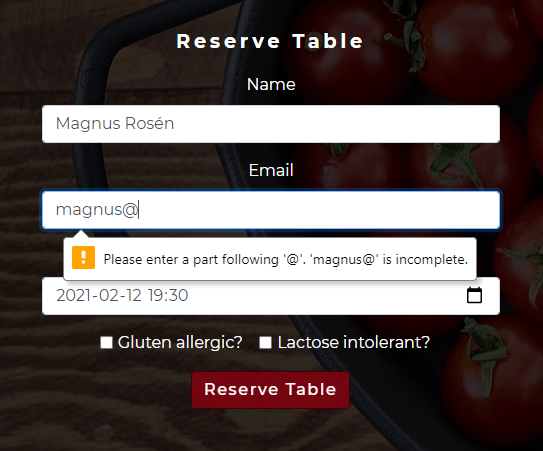 Reserve Table
Name
Magnus Rosén
Email
magnus@
Please enter a part following '@'. 'magnus@' is incomplete.
2021-02-12 19:30
Gluten allergic? Lactose intolerant?
Reserve Table